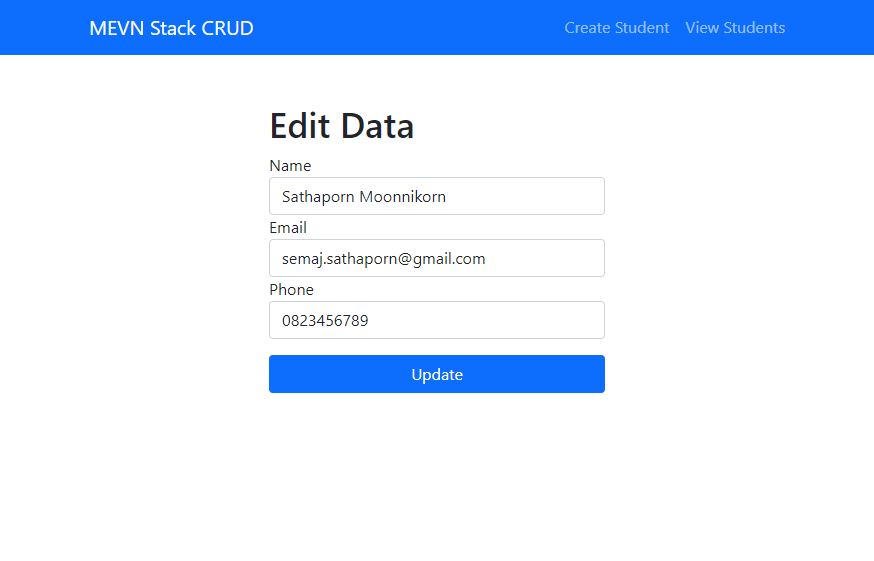 MEVN Stack CRUD
Create Student View Students
Edit Data
Name
Sathaporn Moonnikorn
Email
semaj.sathaporn@gmail.com
Phone
0823456789
Update